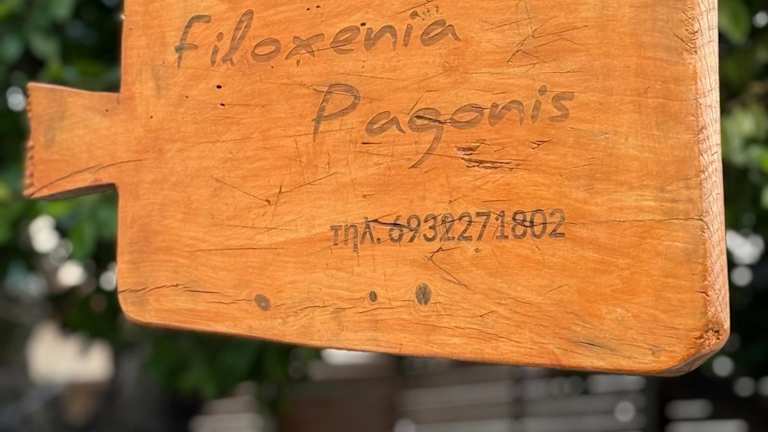 Filoxenia
Pagonis
τηλ. 6932271802